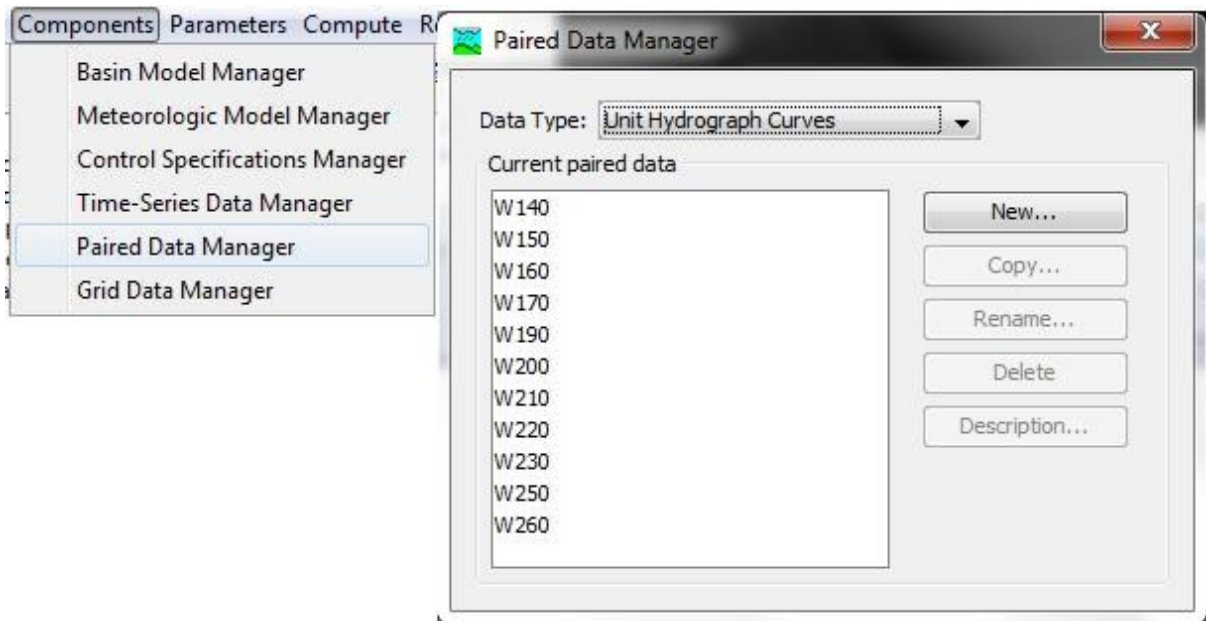 Components Parameters Compute
Basin Model Manager
Meteorologic Model Manager
Control Specifications Manager
Time-Series Data Manager
Paired Data Manager
Grid Data Manager
Paired Data Manager
Data Type: Unit Hydrograph Curves
Current paired data
W140
W150
W160
W170
W190
W200
W210
W220
W230
W250
W260
New...
Copy...
Rename...
Delete
Description...